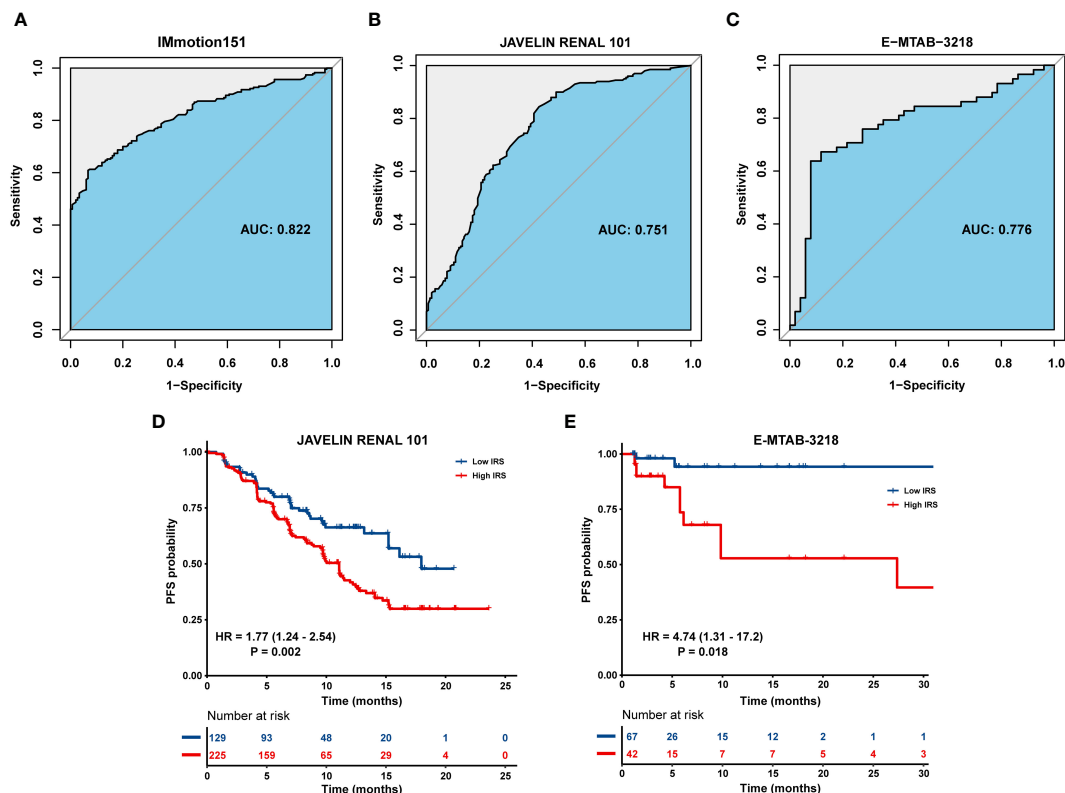 A
IMmotion151
1.0
0.8
0.6
0.4
0.2
0.0
Sensitivity
AUC: 0.822
0.0 0.2 0.4 0.6 0.8 1.0
1−Specificity
B
JAVELIN RENAL 101
1.0
0.8
0.6
0.4
0.2
0.0
Sensitivity
AUC: 0.751
0.0 0.2 0.4 0.6 0.8 1.0
1−Specificity
C
E−MTAB−3218
1.0
0.8
0.6
0.4
0.2
0.0
Sensitivity
AUC: 0.776
0.0 0.2 0.4 0.6 0.8 1.0
1−Specificity
D
JAVELIN RENAL 101
1.00
0.75
0.50
0.25
0.00
PFS probability
Low IRS
High IRS
HR = 1.77 (1.24 - 2.54)
P = 0.002
0 5 10 15 20 25
Time (months)
Number at risk
129 93 48 20 1 0
225 159 65 29 4 0
0 5 10 15 20 25
Time (months)
E
E-MTAB-3218
1.00
0.75
0.50
0.25
0.00
PFS probability
Low IRS
High IRS
HR = 4.74 (1.31 - 17.2)
P = 0.018
0 5 10 15 20 25 30
Time (months)
Number at risk
67 26 15 12 2 1 1
42 15 7 7 5 4 3
0 5 10 15 20 25 30
Time (months)